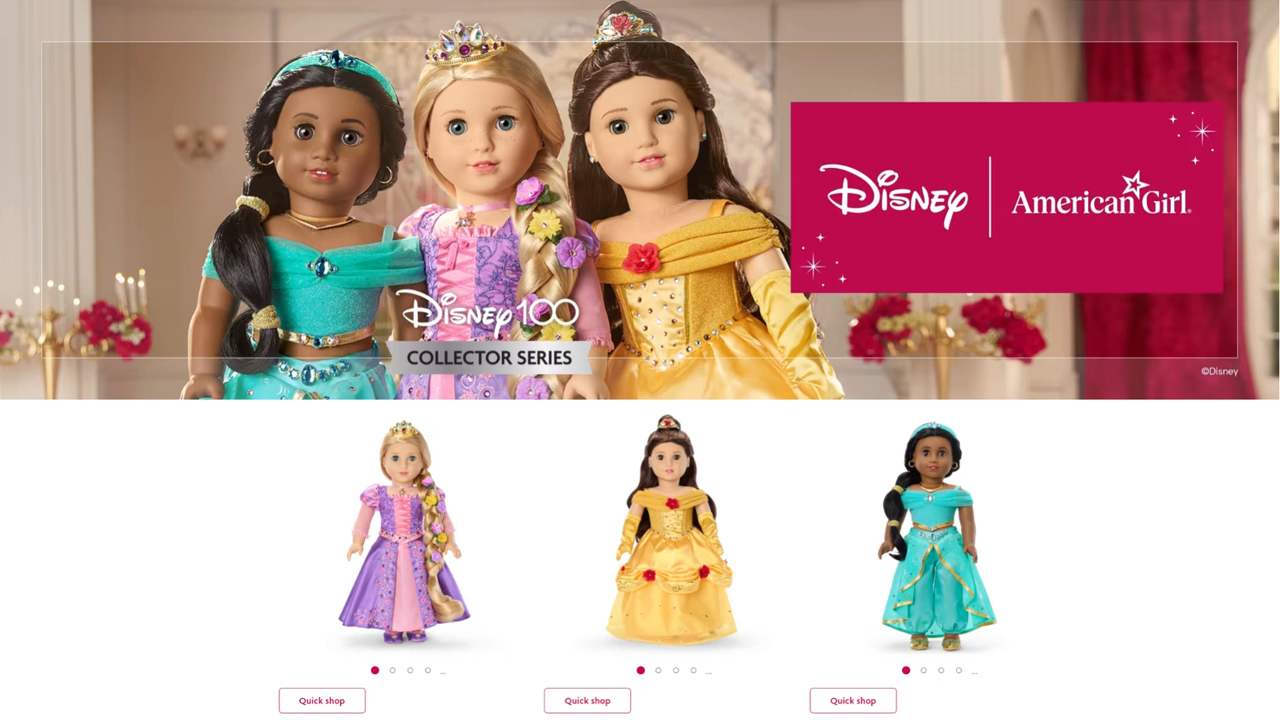 Disney | American Girl®
Disney 100
COLLECTOR SERIES
©Disney
Quick shop
Quick shop
Quick shop